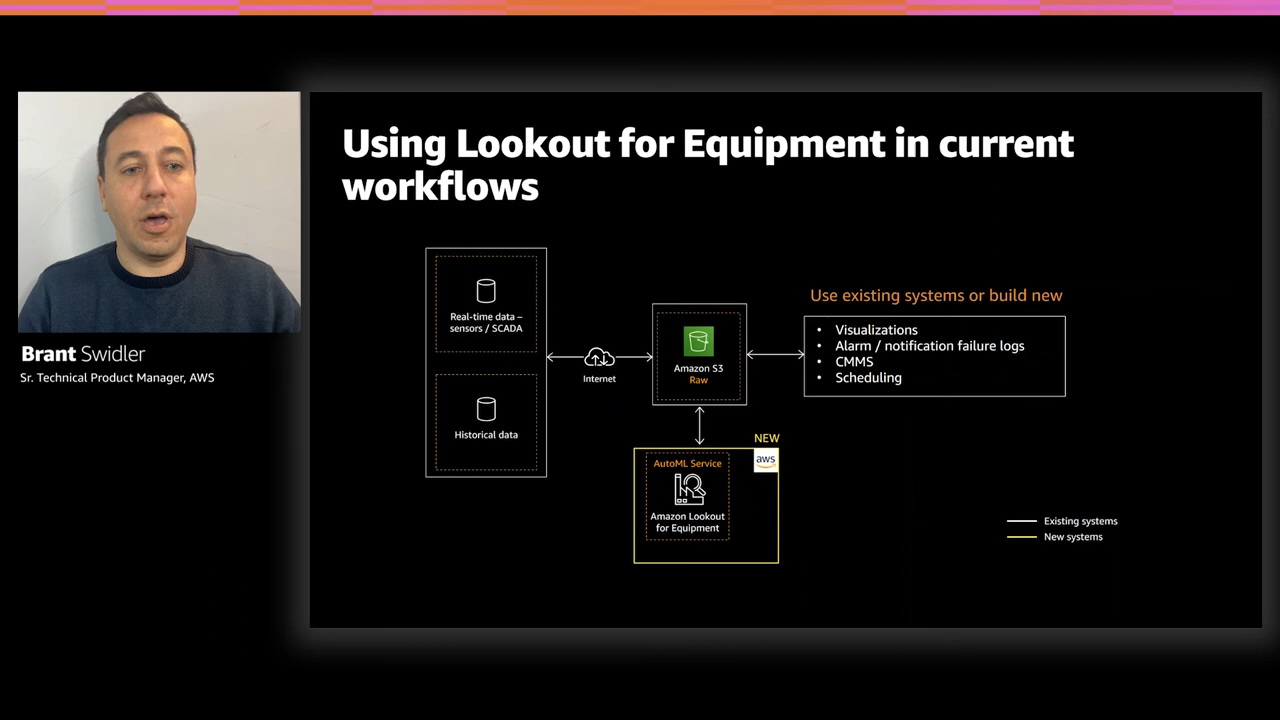 Using Lookout for Equipment in current
workflows
Brant Swidler
Sr. Technical Product Manager, AWS
Real-time data –
sensors / SCADA
Historical data
Internet
Amazon S3
Raw
Use existing systems or build new
• Visualizations
• Alarm / notification failure logs
• CMMS
• Scheduling
NEW
aws
AutoML Service
Amazon Lookout
for Equipment
Existing systems
New systems